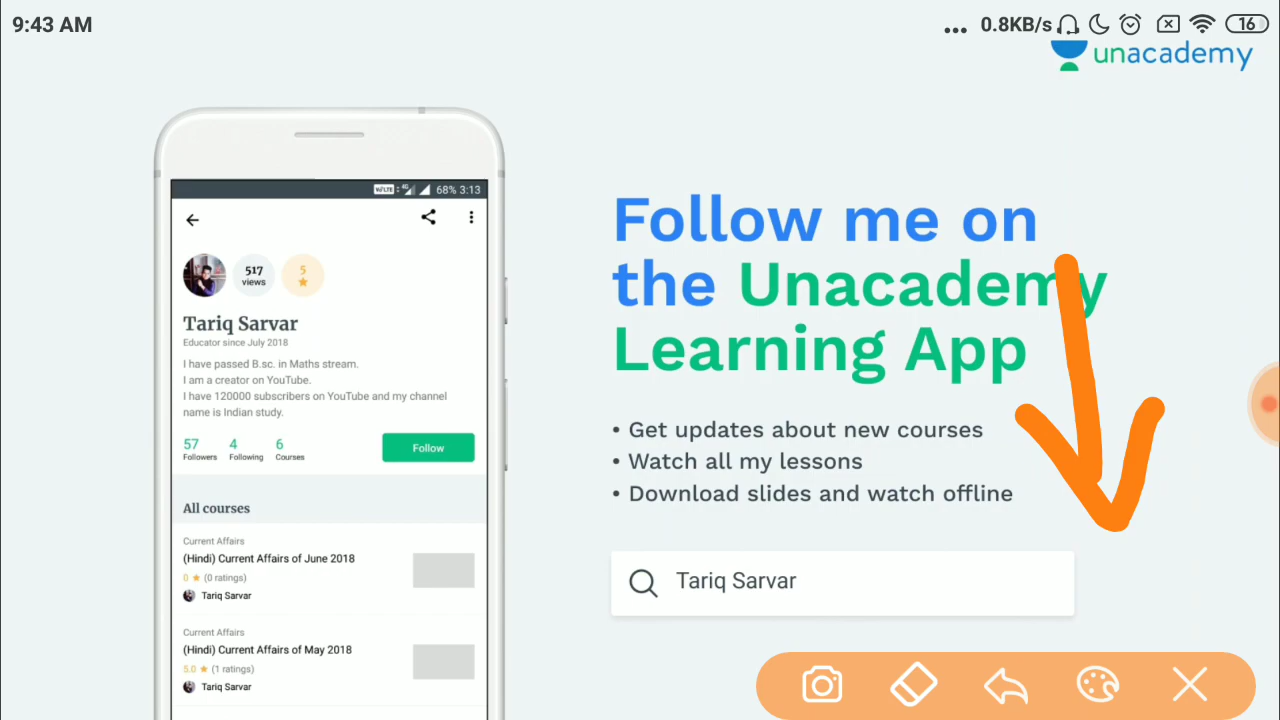 9:43 AM
... 0.8KB/s 16
unacademy
VoLTE 4G 68% 3:13
517
views
5
Tariq Sarvar
Educator since July 2018
I have passed B.sc. in Maths stream.
I am a creator on YouTube.
I have 120000 subscribers on YouTube and my channel
name is Indian study.
57 4 6
Followers Following Courses
Follow
All courses
Current Affairs
(Hindi) Current Affairs of June 2018
0 ★ (0 ratings)
Tariq Sarvar
Current Affairs
(Hindi) Current Affairs of May 2018
5.0 ★ (1 ratings)
Tariq Sarvar
Follow me on
the Unacademy
Learning App
• Get updates about new courses
• Watch all my lessons
• Download slides and watch offline
Tariq Sarvar